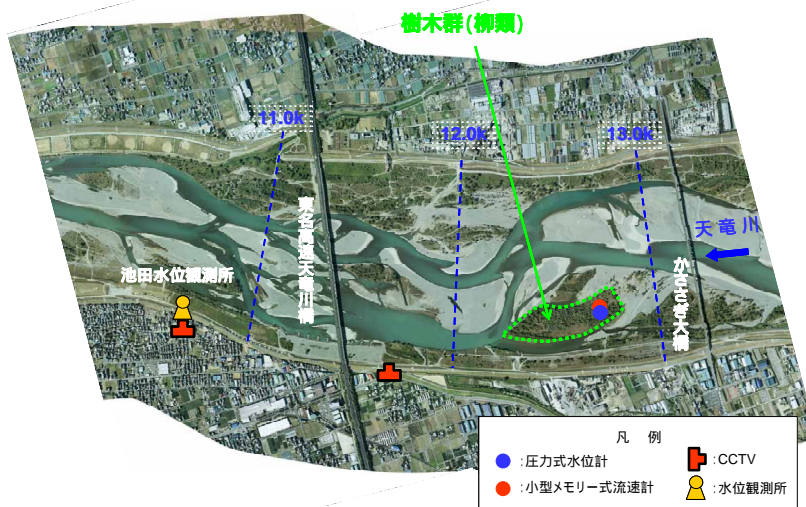 樹木群(柳類)
11.0k
12.0k
13.0k
天竜川
東名高速天竜川橋
かささぎ大橋
池田水位観測所
凡 例
:圧力式水位計
:CCTV
:小型メモリー式流速計
:水位観測所